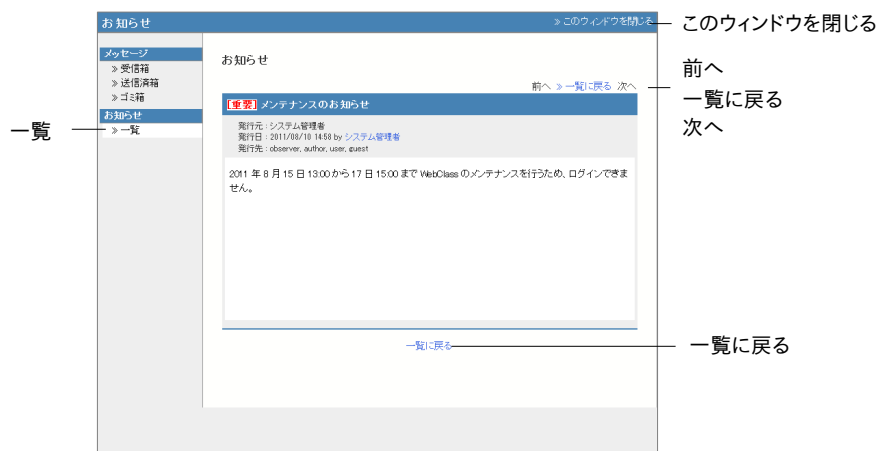 お知らせ
» このウィンドウを閉じる
このウィンドウを閉じる
メッセージ
» 受信箱
» 送信済箱
» ゴミ箱
お知らせ
» 一覧
一覧
お知らせ
前へ » 一覧に戻る 次へ
前へ
一覧に戻る
次へ
【重要】メンテナンスのお知らせ
発行元 : システム管理者
発行日 : 2011/08/10 14:58 by システム管理者
発行先 : observer, author, user, guest
2011 年 8 月 15 日 13:00 から 17 日 15:00 まで WebClass のメンテナンスを行うため、ログインできま
せん。
一覧に戻る
一覧に戻る